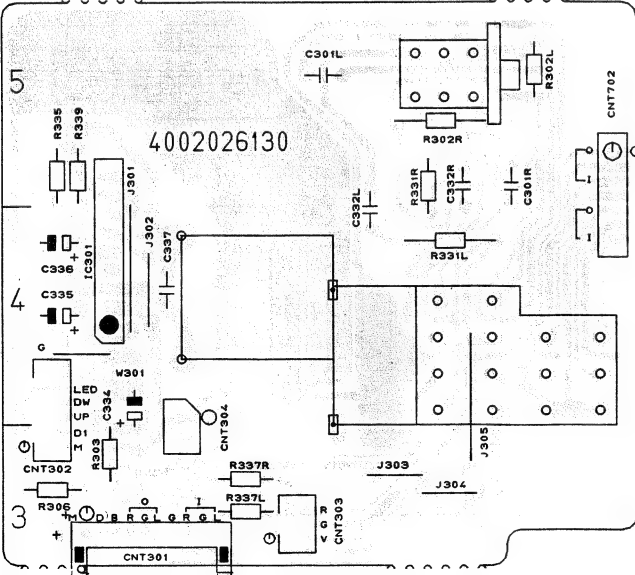 5
C301L
R302L
CNT702
R335
R339
4002026130
R302R
J301
R331R
C332R
C301R
C332L
I
O
I
O
J302
C337
IC301
R331L
C336
+
4
C335
+
G
W301
LED
DW
UP
D1
M
C334
+
CNT304
R303
CNT302
J305
J303
R337R
J304
R306
O
I
R337L
3
+
M D B R G L G R G L
R
G
V
CNT303
+
CNT301